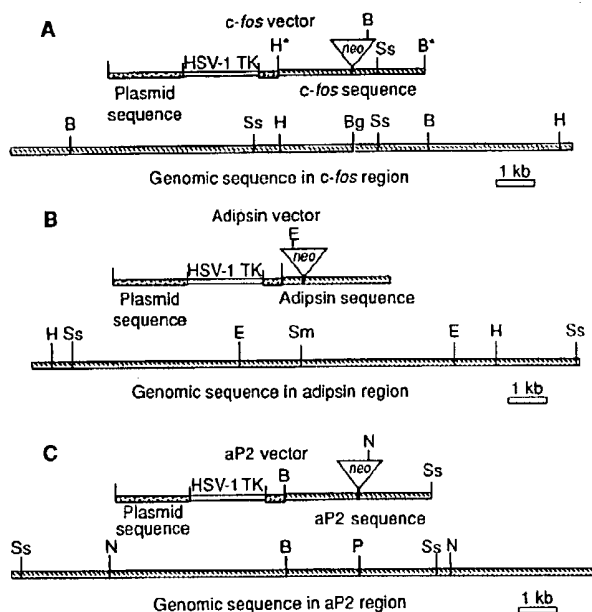 A
c-fos vector
B
H*
neo
Ss
B*
HSV-1 TK
Plasmid
sequence
c-fos sequence
B Ss H Bg Ss B H
Genomic sequence in c-fos region
1 kb
B
Adipsin vector
E
neo
HSV-1 TK
Plasmid
sequence
Adipsin sequence
H Ss E Sm E H Ss
Genomic sequence in adipsin region
1 kb
C
aP2 vector
N
B
neo
Ss
HSV-1 TK
Plasmid
sequence
aP2 sequence
Ss N B P Ss N
Genomic sequence in aP2 region
1 kb